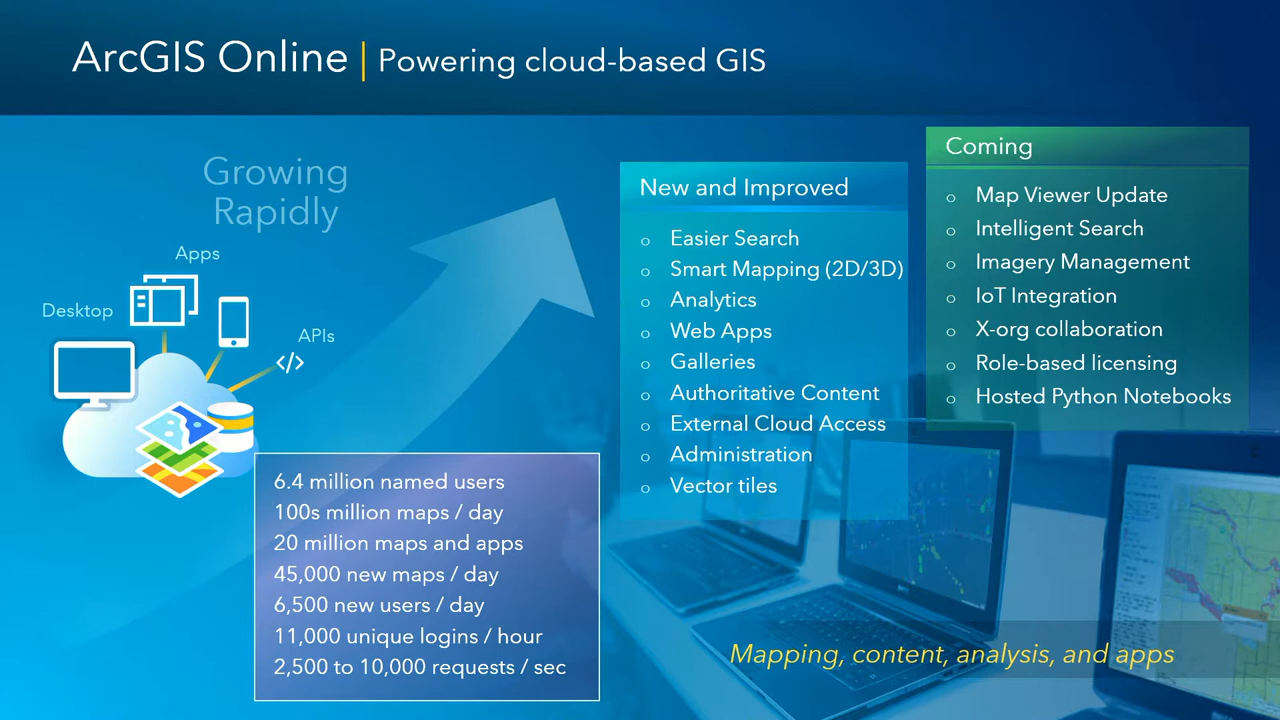 ArcGIS Online | Powering cloud-based GIS
Growing
Rapidly
Apps
Desktop
APIs
</>
6.4 million named users
100s million maps / day
20 million maps and apps
45,000 new maps / day
6,500 new users / day
11,000 unique logins / hour
2,500 to 10,000 requests / sec
New and Improved
o Easier Search
o Smart Mapping (2D/3D)
o Analytics
o Web Apps
o Galleries
o Authoritative Content
o External Cloud Access
o Administration
o Vector tiles
Coming
o Map Viewer Update
o Intelligent Search
o Imagery Management
o IoT Integration
o X-org collaboration
o Role-based licensing
o Hosted Python Notebooks
Mapping, content, analysis, and apps